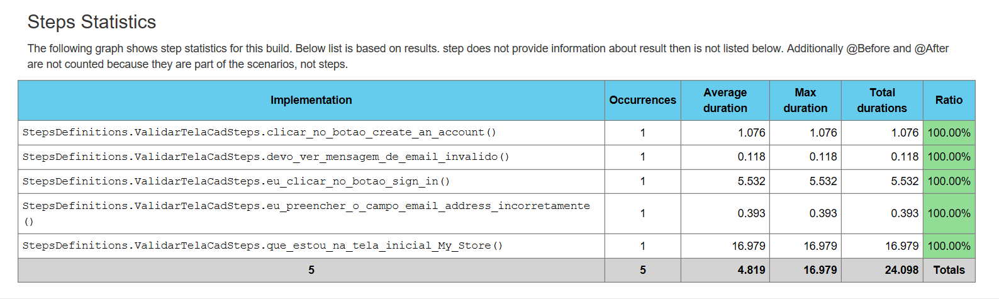 Steps Statistics
The following graph shows step statistics for this build. Below list is based on results. step does not provide information about result then is not listed below. Additionally @Before and @After
are not counted because they are part of the scenarios, not steps.
Implementation Occurrences Average duration Max duration Total durations Ratio
StepsDefinitions.ValidarTelaCadSteps.clicar_no_botao_create_an_account() 1 1.076 1.076 1.076 100.00%
StepsDefinitions.ValidarTelaCadSteps.devo_ver_mensagem_de_email_invalido() 1 0.118 0.118 0.118 100.00%
StepsDefinitions.ValidarTelaCadSteps.eu_clicar_no_botao_sign_in() 1 5.532 5.532 5.532 100.00%
StepsDefinitions.ValidarTelaCadSteps.eu_preencher_o_campo_email_address_incorretamente
() 1 0.393 0.393 0.393 100.00%
StepsDefinitions.ValidarTelaCadSteps.que_estou_na_tela_inicial_My_Store() 1 16.979 16.979 16.979 100.00%
5 5 4.819 16.979 24.098 Totals